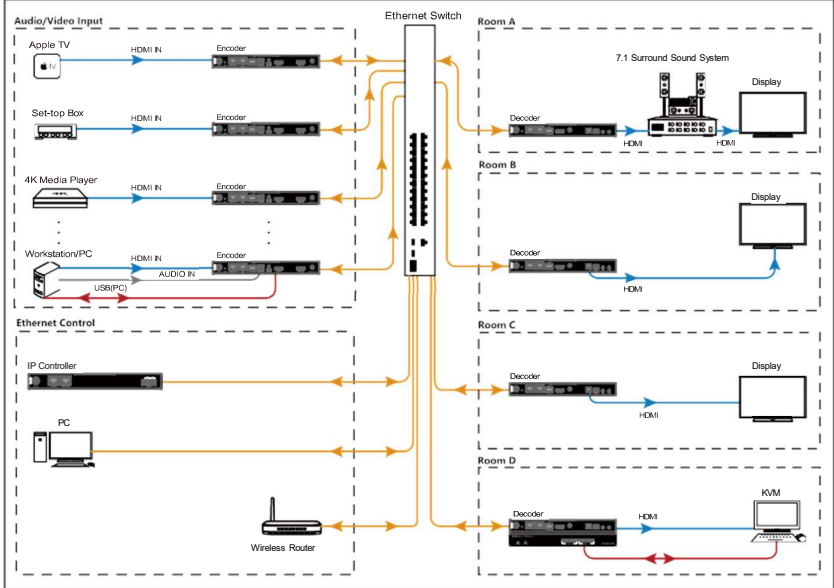 Ethernet Switch
Audio/Video Input
Apple TV
HDMI IN
Encoder
tv
Set-top Box
HDMI IN
Encoder
4K Media Player
HDMI IN
Encoder
Workstation/PC
HDMI IN
Encoder
AUDIO IN
USB(PC)
Ethernet Control
IP Controller
PC
Wireless Router
Room A
7.1 Surround Sound System
Display
Decoder
HDMI
HDMI
Room B
Display
Decoder
HDMI
Room C
Display
Decoder
HDMI
Room D
KVM
Decoder
HDMI